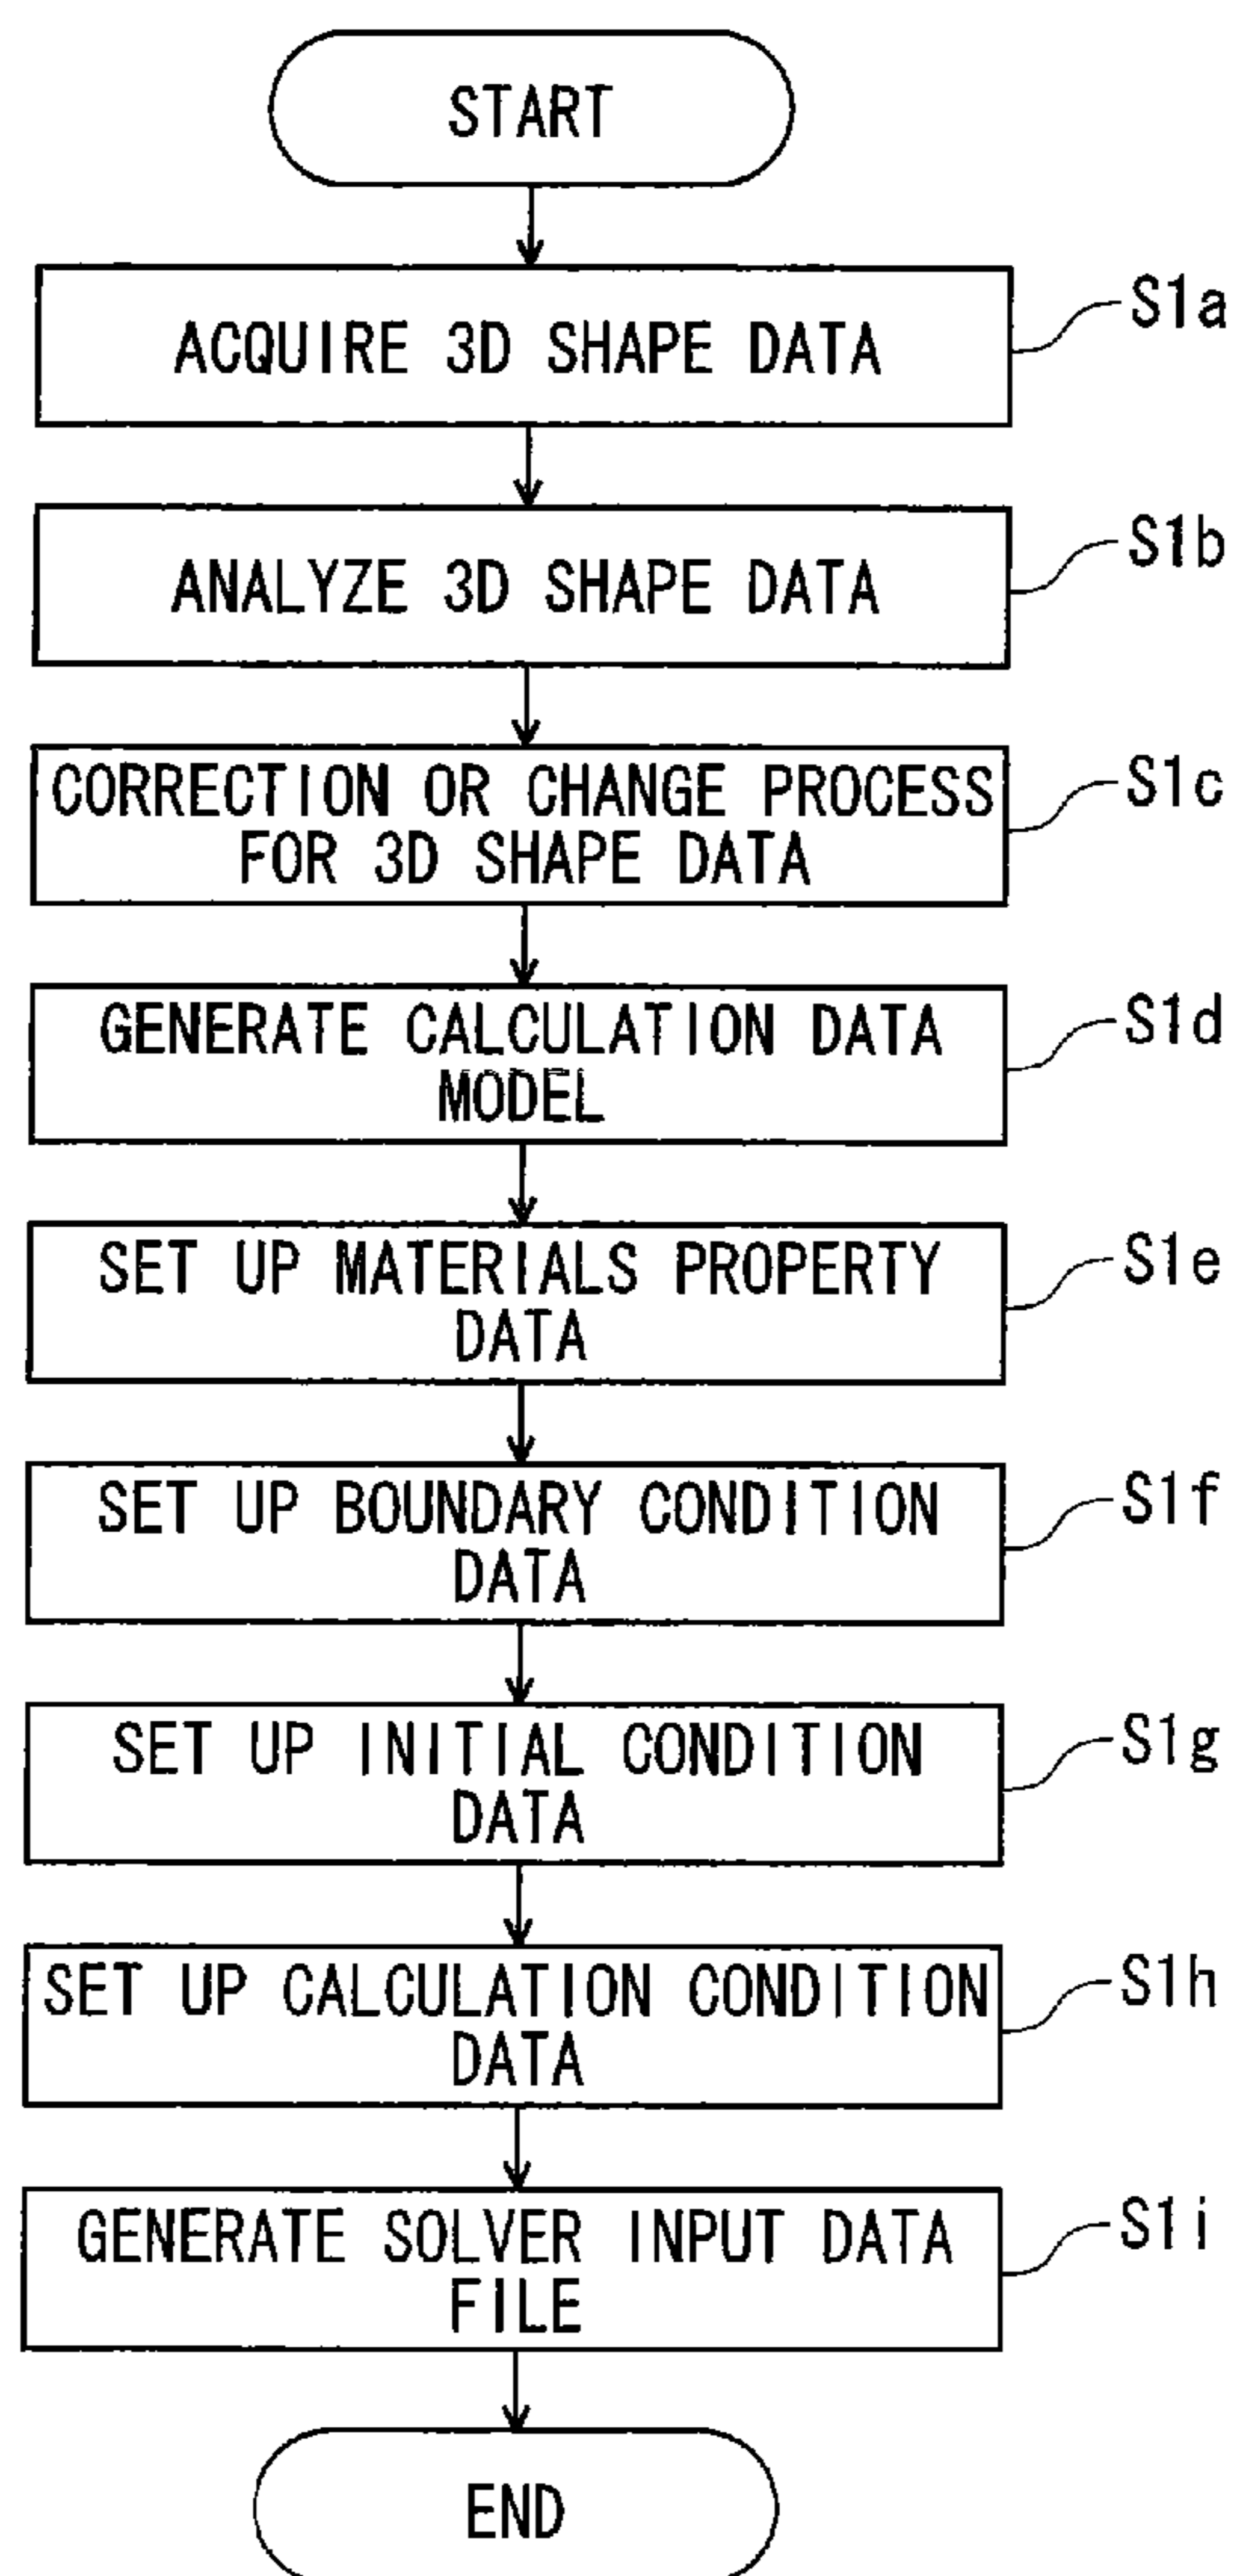 START
ACQUIRE 3D SHAPE DATA
S1a
ANALYZE 3D SHAPE DATA
S1b
CORRECTION OR CHANGE PROCESS
FOR 3D SHAPE DATA
S1c
GENERATE CALCULATION DATA
MODEL
S1d
SET UP MATERIALS PROPERTY
DATA
S1e
SET UP BOUNDARY CONDITION
DATA
S1f
SET UP INITIAL CONDITION
DATA
S1g
SET UP CALCULATION CONDITION
DATA
S1h
GENERATE SOLVER INPUT DATA
FILE
S1i
END